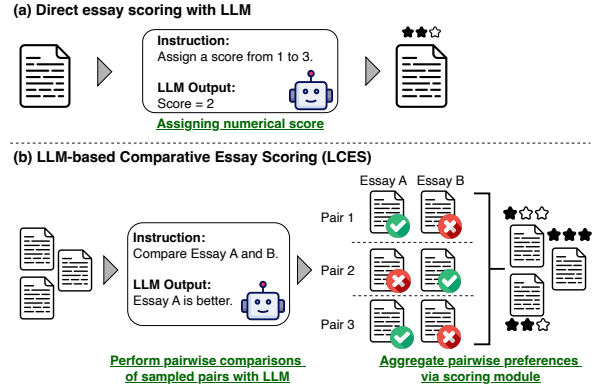 (a) Direct essay scoring with LLM
Instruction:
Assign a score from 1 to 3.
LLM Output:
Score = 2
Assigning numerical score
(b) LLM-based Comparative Essay Scoring (LCES)
Essay A Essay B
Pair 1
Instruction:
Compare Essay A and B.
LLM Output:
Essay A is better.
Pair 2
Pair 3
Perform pairwise comparisons
of sampled pairs with LLM
Aggregate pairwise preferences
via scoring module